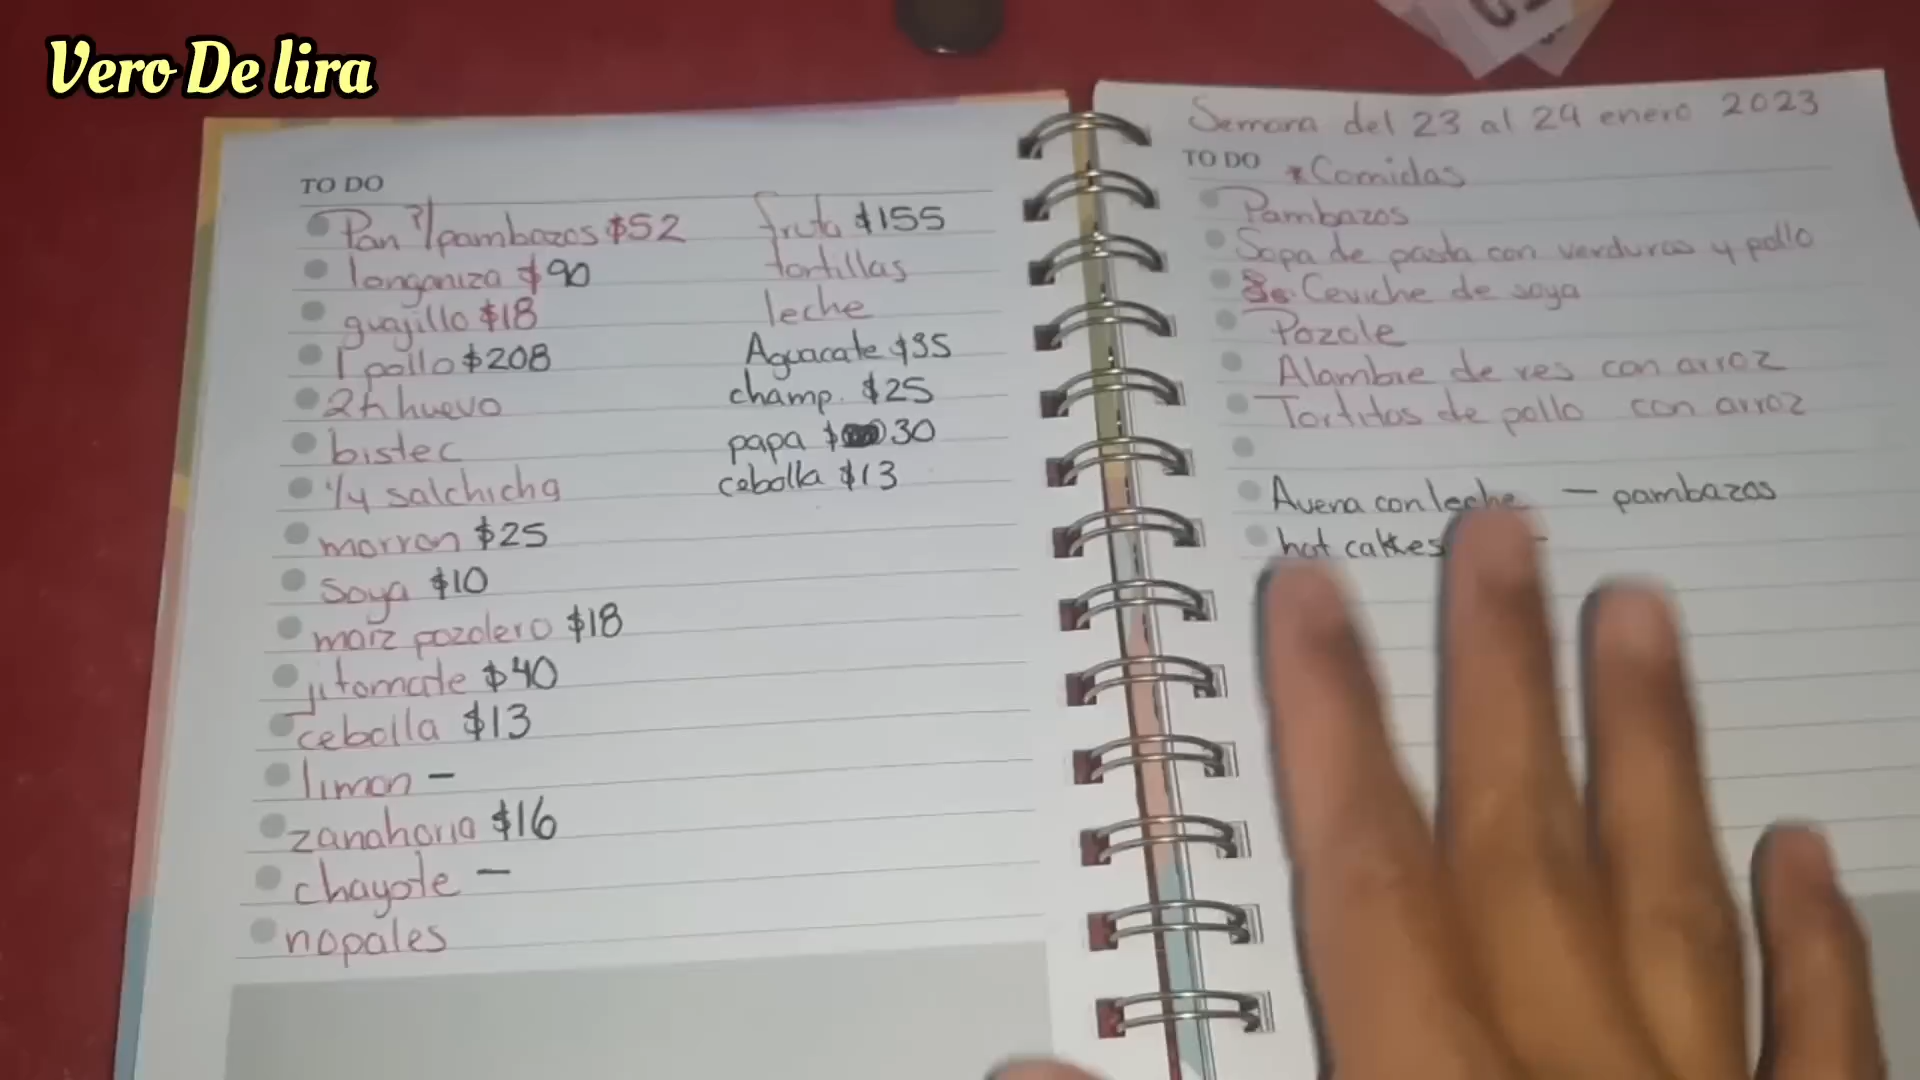 Vero De lira
TO DO
Pan p/pambazos $52
longaniza $90
guajillo $18
1 pollo $208
2k huevo
bistec
1/4 salchicha
morron $25
Soya $10
maiz pozolero $18
jitomate $40
cebolla $13
limon -
zanahoria $16
chayote -
nopales
fruta $155
tortillas
leche
Aguacate $35
champ. $25
papa $ 30
cebolla $13
Semana del 23 al 29 enero 2023
TO DO *Comidas
Pambazos
Sopa de pasta con verduras y pollo
Ceviche de soya
Pozole
Alambre de res con arroz
Tortitas de pollo con arroz
Avena con leche - pambazos
hot cakes -